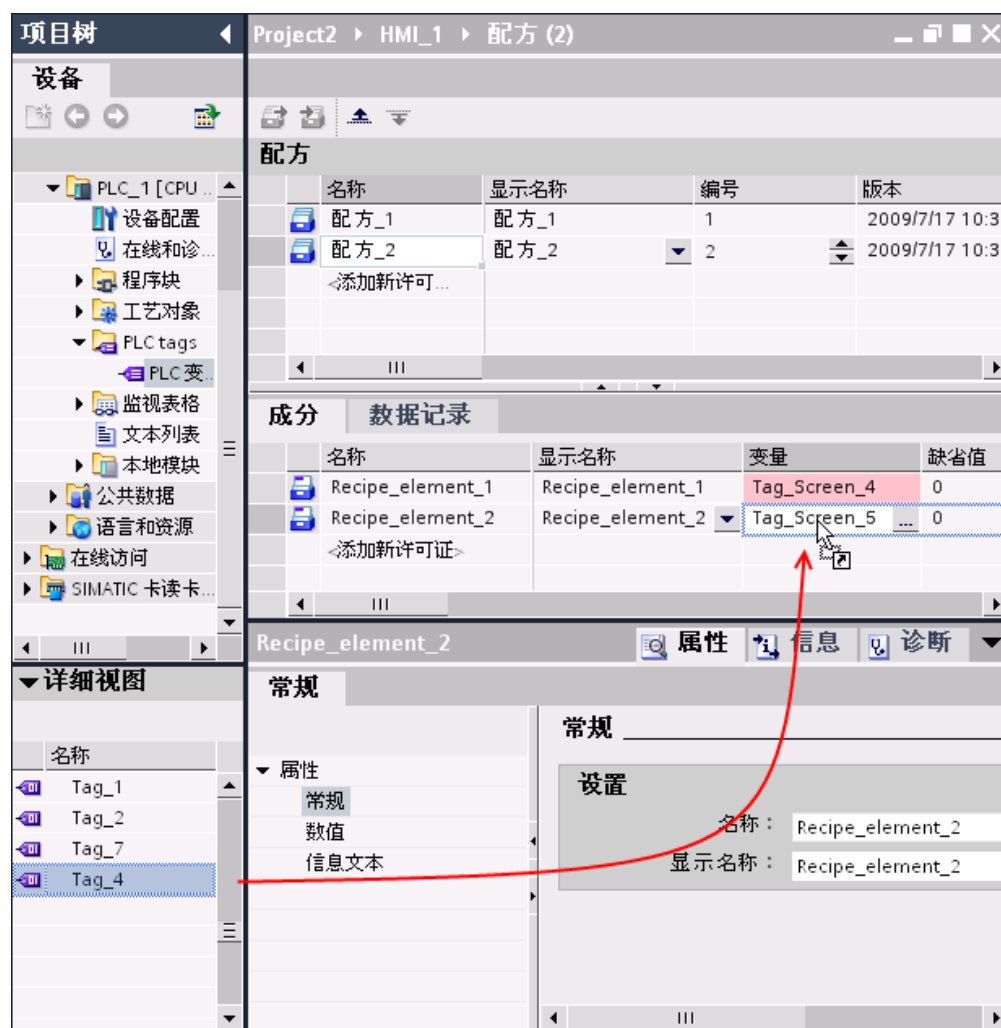 项目树
Project2 ▸ HMI_1 ▸ 配方 (2)
设备
配方
名称 显示名称 编号 版本
配方_1 配方_1 1 2009/7/17 10:3
配方_2 配方_2 2 2009/7/17 10:3
<添加新许可...
PLC_1 [CPU ..
设备配置
在线和诊...
程序块
工艺对象
PLC tags
PLC 变..
监视表格
文本列表
本地模块
公共数据
语言和资源
在线访问
SIMATIC 卡读卡...
成分 数据记录
名称 显示名称 变量 缺省值
Recipe_element_1 Recipe_element_1 Tag_Screen_4 0
Recipe_element_2 Recipe_element_2 Tag_Screen_5 ... 0
<添加新许可证>
Recipe_element_2 属性 信息 诊断
详细视图
名称
Tag_1
Tag_2
Tag_7
Tag_4
常规
属性
常规
数值
信息文本
常规
设置
名称： Recipe_element_2
显示名称： Recipe_element_2